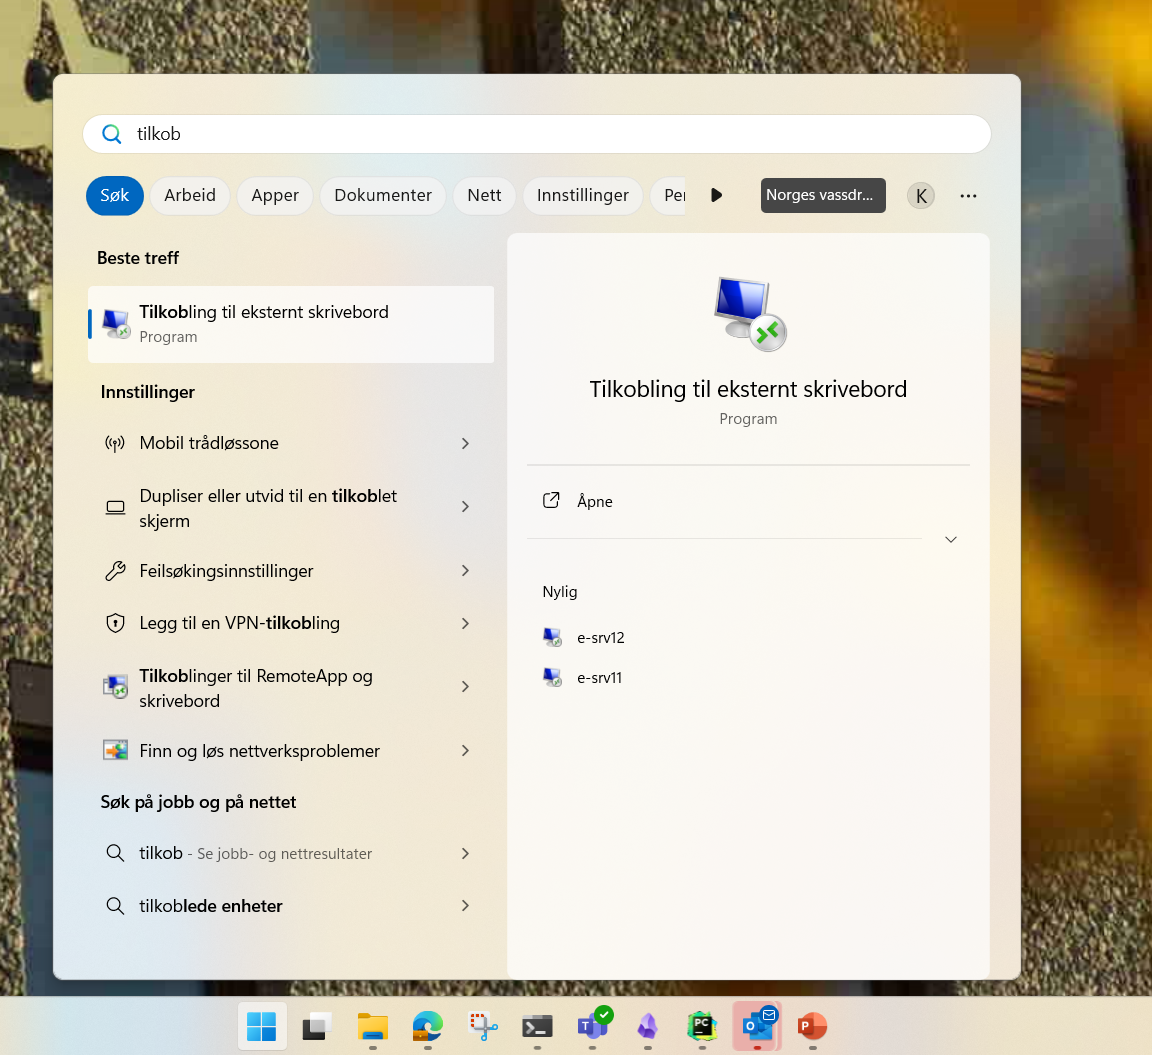 tilkob
Søk
Arbeid
Apper
Dokumenter
Nett
Innstillinger
Norges vassdr...
K
Beste treff
Tilkobling til eksternt skrivebord
Program
Innstillinger
Mobil trådløssone
Dupliser eller utvid til en tilkoblet
skjerm
Feilsøkingsinnstillinger
Legg til en VPN-tilkobling
Tilkoblinger til RemoteApp og
skrivebord
Finn og løs nettverksproblemer
Søk på jobb og på nettet
tilkob - Se jobb- og nettresultater
tilkoblede enheter
Tilkobling til eksternt skrivebord
Program
Åpne
Nylig
e-srv12
e-srv11
T
PC
O
P